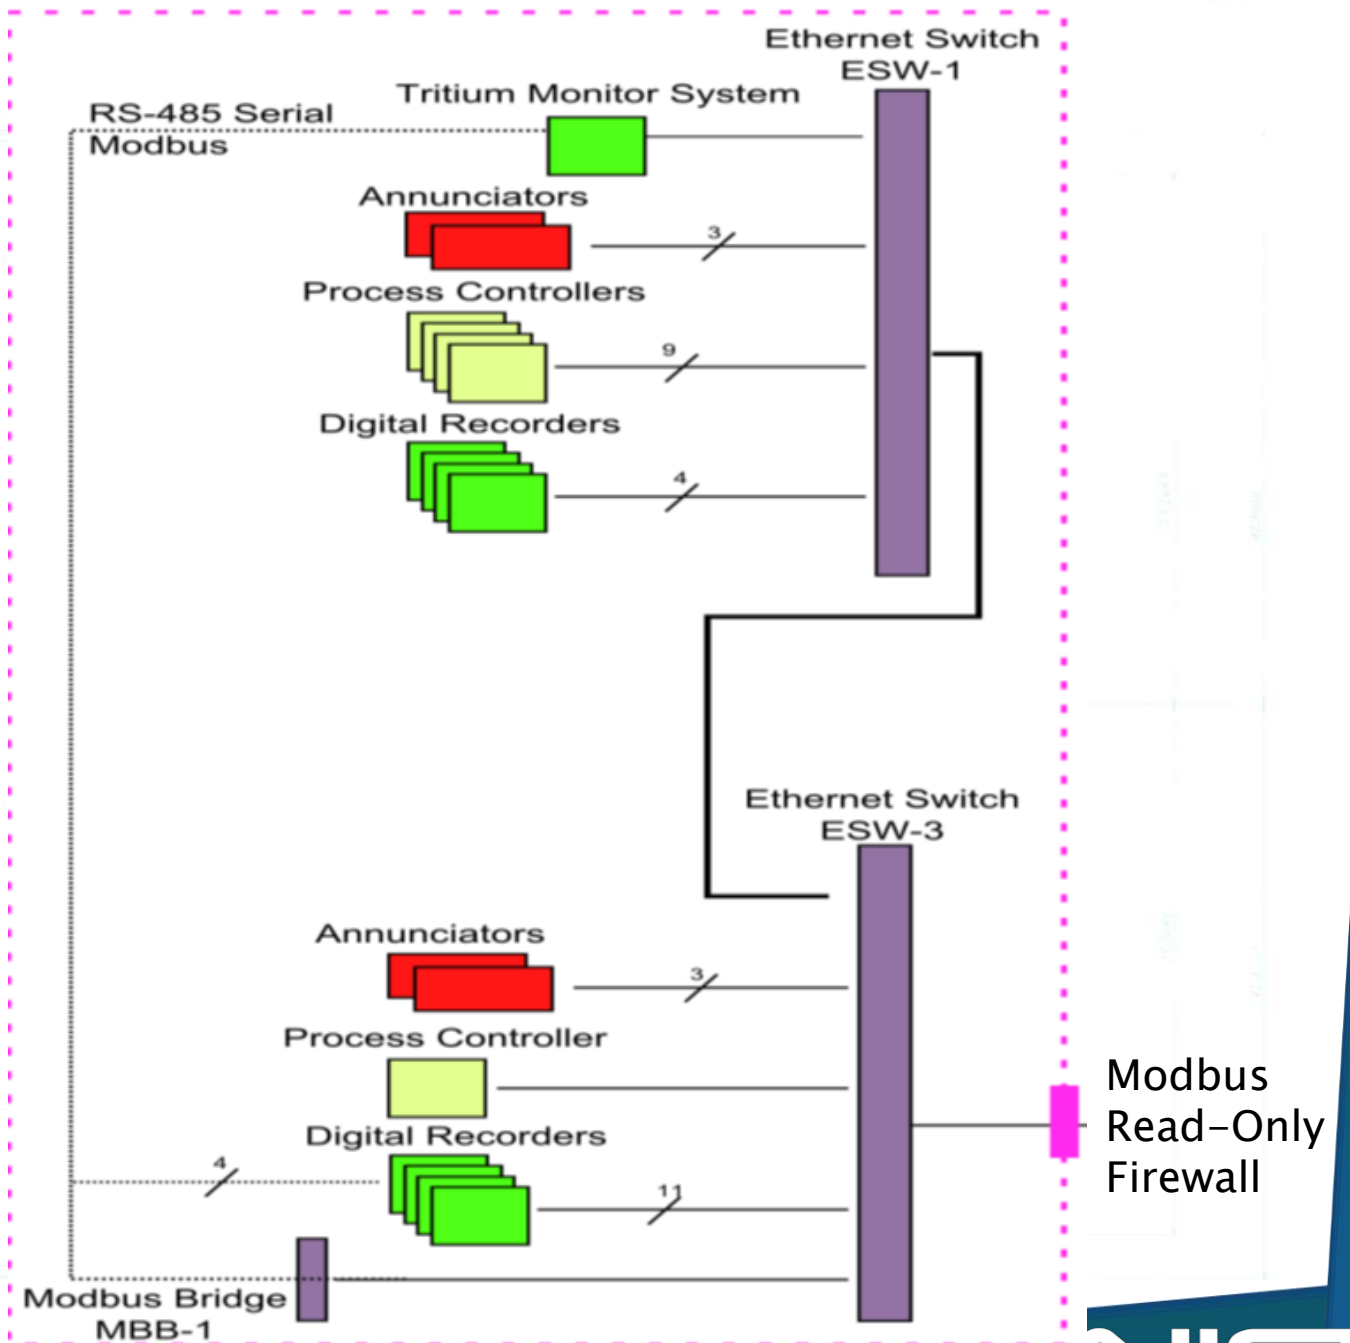 Ethernet Switch
ESW-1
Tritium Monitor System
RS-485 Serial
Modbus
Annunciators
3
Process Controllers
9
Digital Recorders
4
Ethernet Switch
ESW-3
Annunciators
3
Process Controller
Digital Recorders
4
11
Modbus Bridge
MBB-1
Modbus
Read-Only
Firewall